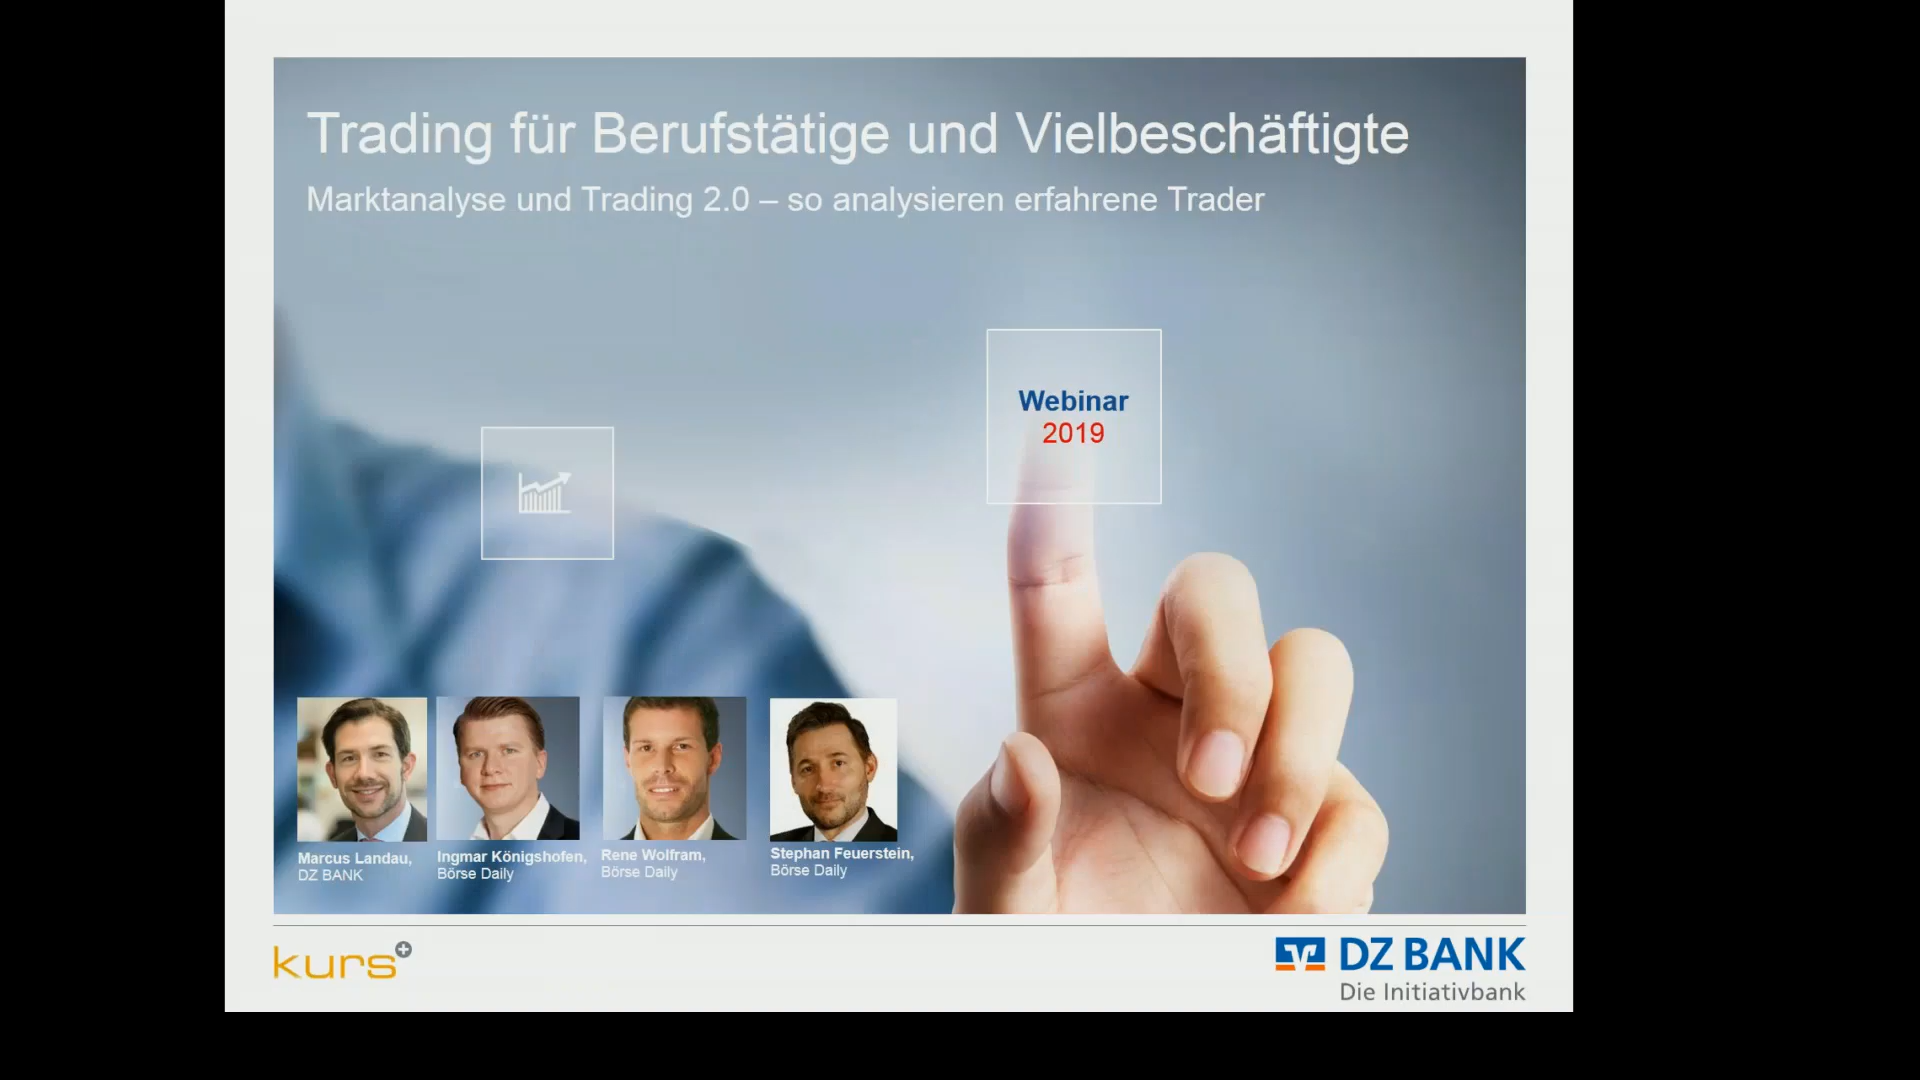 Trading für Berufstätige und Vielbeschäftigte
Marktanalyse und Trading 2.0 – so analysieren erfahrene Trader
Webinar
2019
Marcus Landau,
DZ BANK
Ingmar Königshofen,
Börse Daily
Rene Wolfram,
Börse Daily
Stephan Feuerstein,
Börse Daily
kurs+
DZ BANK
Die Initiativbank